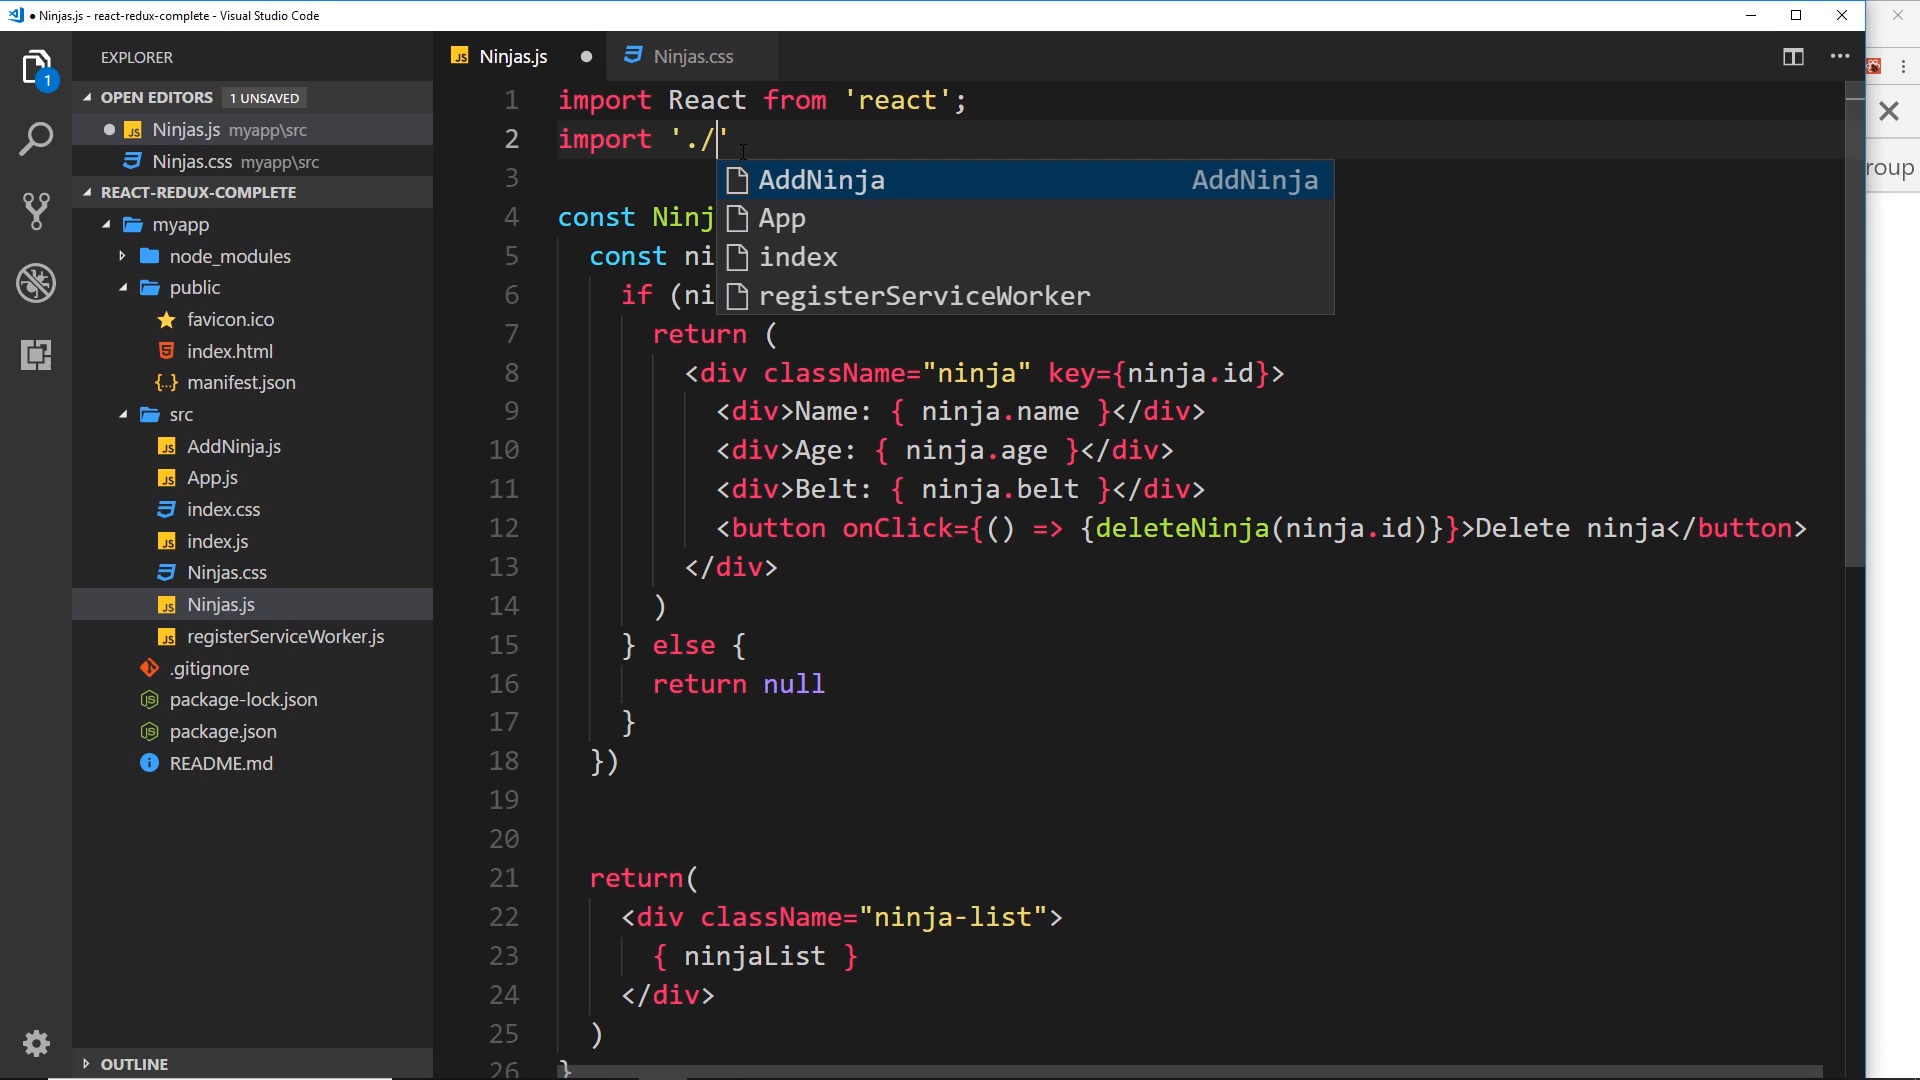 Ninjas.js - react-redux-complete - Visual Studio Code
EXPLORER
OPEN EDITORS 1 UNSAVED
Ninjas.js myapp\src
Ninjas.css myapp\src
REACT-REDUX-COMPLETE
myapp
node_modules
public
favicon.ico
index.html
manifest.json
src
AddNinja.js
App.js
index.css
index.js
Ninjas.css
Ninjas.js
registerServiceWorker.js
.gitignore
package-lock.json
package.json
README.md
OUTLINE
1
Ninjas.js
Ninjas.css
1 import React from 'react';
2 import './'
3
4 const Ninj
5 const ni
6 if (ni
7 return (
8 <div className="ninja" key={ninja.id}>
9 <div>Name: { ninja.name }</div>
10 <div>Age: { ninja.age }</div>
11 <div>Belt: { ninja.belt }</div>
12 <button onClick={() => {deleteNinja(ninja.id)}}>Delete ninja</button>
13 </div>
14 )
15 } else {
16 return null
17 }
18 })
19
20
21 return(
22 <div className="ninja-list">
23 { ninjaList }
24 </div>
25 )
26 }
AddNinja AddNinja
App
index
registerServiceWorker
roup